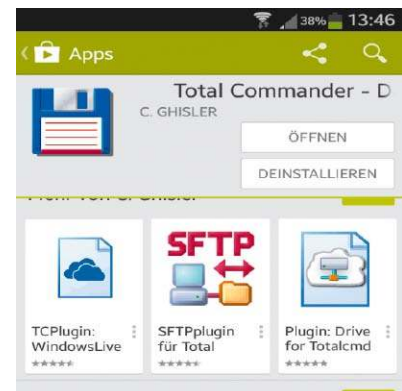 38% 13:46
Apps
Total Commander - D
C. GHISLER
ÖFFNEN
DEINSTALLIEREN
SFTP
TCPlugin:
WindowsLive
SFTPplugin
für Total
Plugin: Drive
for Totalcmd